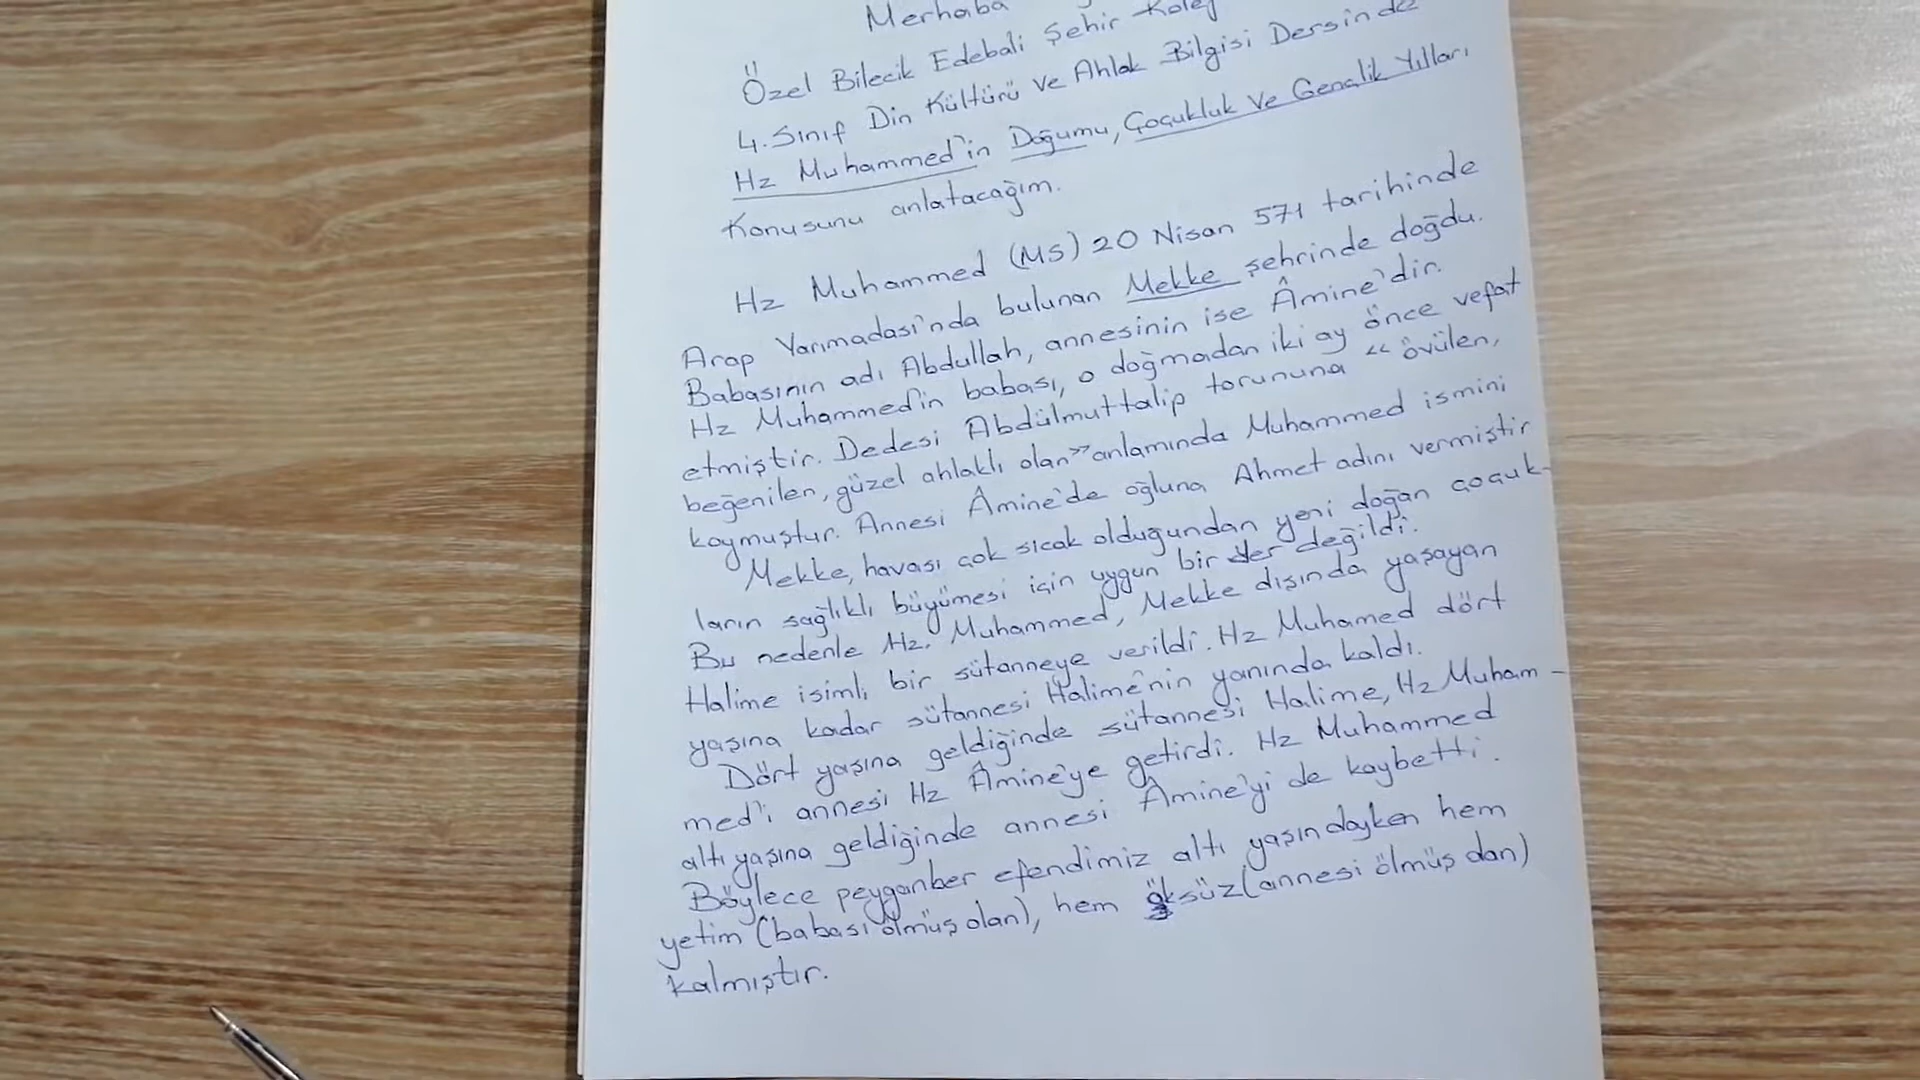 Merhaba
Özel Bilecik Edebali Şehir Kolej
4. Sınıf Din Kültürü ve Ahlak Bilgisi Dersinde
Hz Muhammed'in Doğumu, Çocukluk ve Gençlik Yılları
Konusunu anlatacağım.
Hz Muhammed (MS) 20 Nisan 571 tarihinde
Arap Yarımadası'nda bulunan Mekke şehrinde doğdu.
Babasının adı Abdullah, annesinin ise Âmine'dir.
Hz Muhammed'in babası, o doğmadan iki ay önce vefat
etmiştir. Dedesi Abdülmuttalip torununa "övülen,
beğenilen, güzel ahlaklı olan" anlamında Muhammed ismini
koymuştur. Annesi Âmine'de oğluna Ahmet adını vermiştir
Mekke, havası çok sıcak olduğundan yeni doğan çocuk-
ların sağlıklı büyümesi için uygun bir yer değildi.
Bu nedenle Hz. Muhammed, Mekke dışında yaşayan
Halime isimli bir sütanneye verildi. Hz Muhamed dört
yaşına kadar sütannesi Halime'nin yanında kaldı.
Dört yaşına geldiğinde sütannesi Halime, Hz Muham-
med'i annesi Hz Âmine'ye getirdi. Hz Muhammed
altı yaşına geldiğinde annesi Âmine'yi de kaybetti.
Böylece peyganber efendimiz altı yaşındayken hem
yetim (babası ölmüş olan), hem öksüz (annesi ölmüş olan)
kalmıştır.